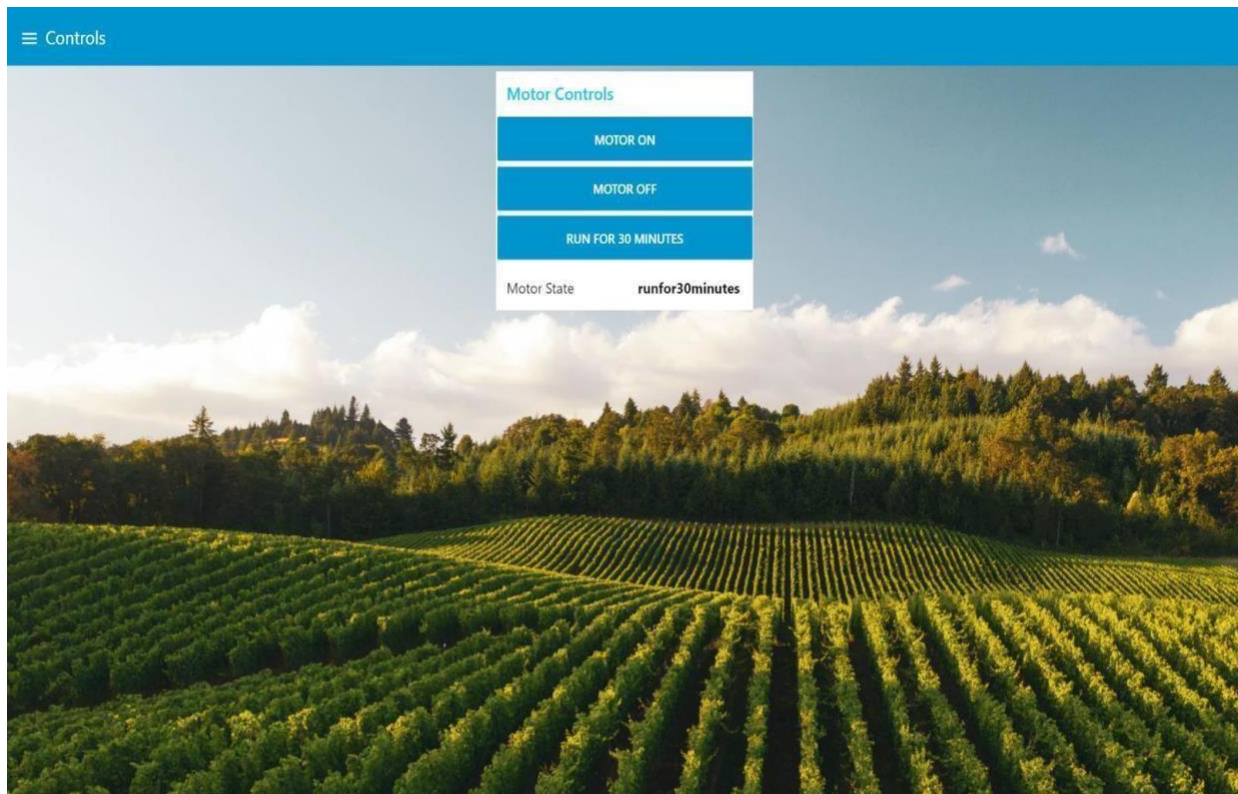 Controls
Motor Controls
MOTOR ON
MOTOR OFF
RUN FOR 30 MINUTES
Motor State runfor30minutes